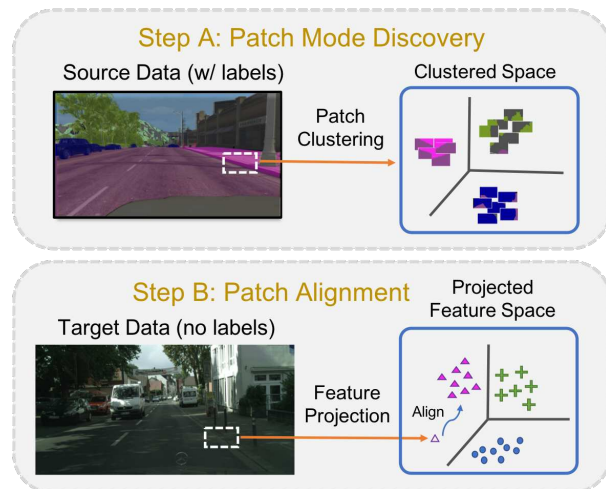 Step A: Patch Mode Discovery
Source Data (w/ labels)
Clustered Space
Patch
Clustering
Step B: Patch Alignment
Projected
Feature Space
Target Data (no labels)
Feature
Projection
Align